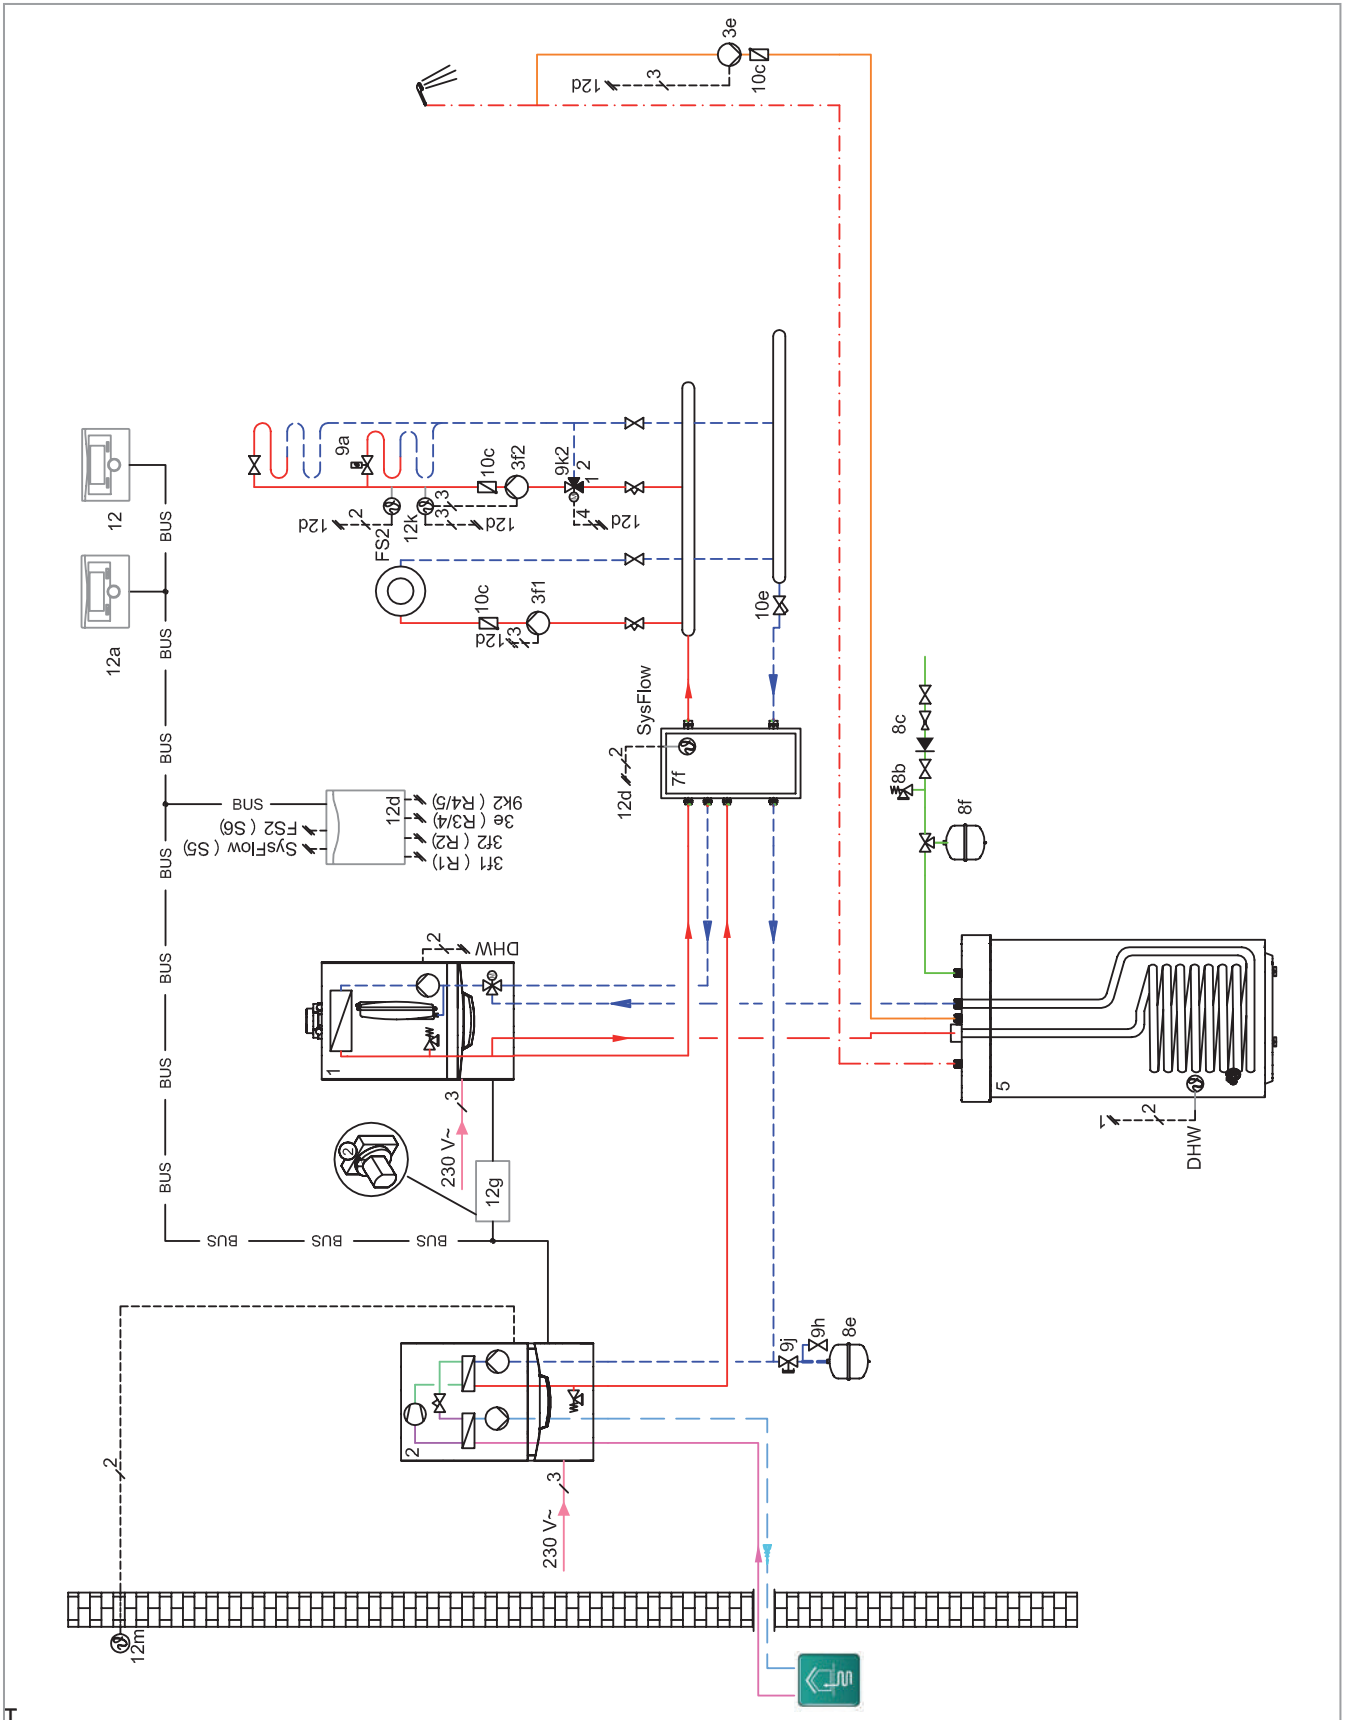 3e
10c
3
12d
9a
10c
3f2
9k2
2
1
4
12d
12d
2
FS2
12k
3
3
12d
10c
3f1
3
12d
10e
SysFlow
7f
2
12d
12
12a
BUS
BUS
BUS
BUS
BUS
BUS
BUS
BUS
BUS
BUS
BUS
12d
9k2 ( R4/5)
3e ( R3/4)
3f2 ( R2)
3f1 ( R1)
FS2 ( S6)
SysFlow ( S5)
8c
8b
8f
2
DHW
1
3
230 V~
2
12g
5
1
2
DHW
9j
9h
8e
2
3
230 V~
2
12m
T